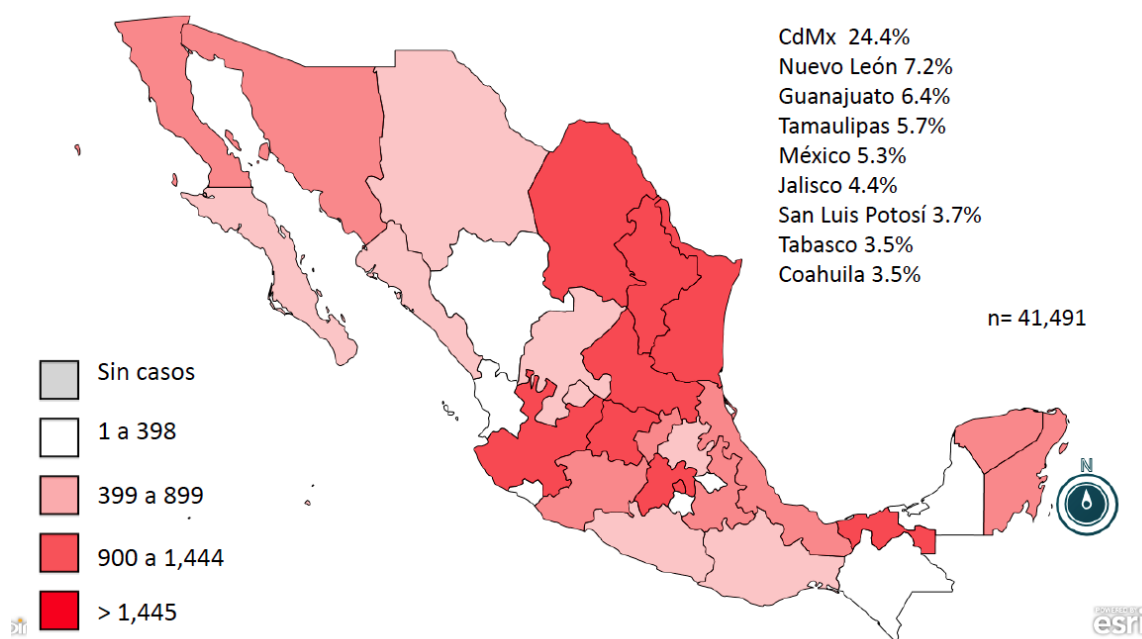 CdMx 24.4%
Nuevo León 7.2%
Guanajuato 6.4%
Tamaulipas 5.7%
México 5.3%
Jalisco 4.4%
San Luis Potosí 3.7%
Tabasco 3.5%
Coahuila 3.5%
n= 41,491
Sin casos
1 a 398
399 a 899
900 a 1,444
> 1,445
N
POWERED BY
esri